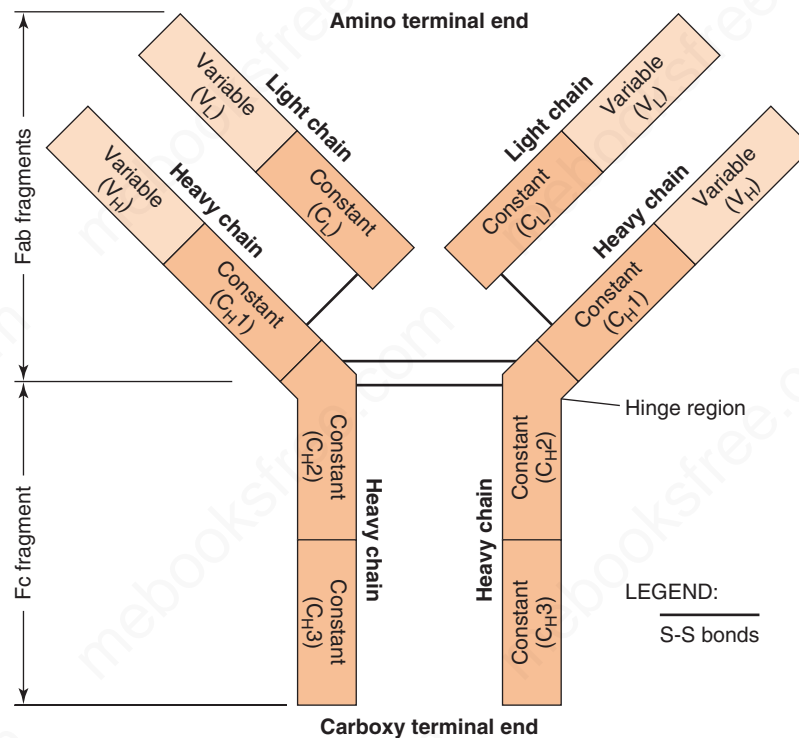 Amino terminal end
Fab fragments
Fc fragment
Variable
(VL)
Light chain
Constant
(CL)
Variable
(VH)
Heavy chain
Constant
(CH1)
Variable
(VL)
Light chain
Constant
(CL)
Variable
(VH)
Heavy chain
Constant
(CH1)
Hinge region
Constant
(CH2)
Heavy chain
Constant
(CH3)
Constant
(CH2)
Heavy chain
Constant
(CH3)
LEGEND:
S-S bonds
Carboxy terminal end
mebooksfree.com